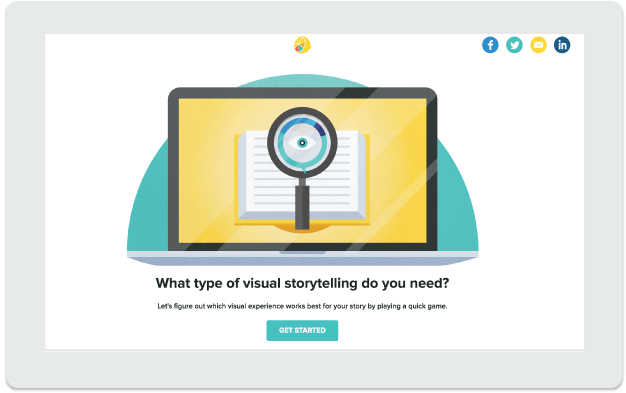 What type of visual storytelling do you need?
Let's figure out which visual experience works best for your story by playing a quick game.
GET STARTED